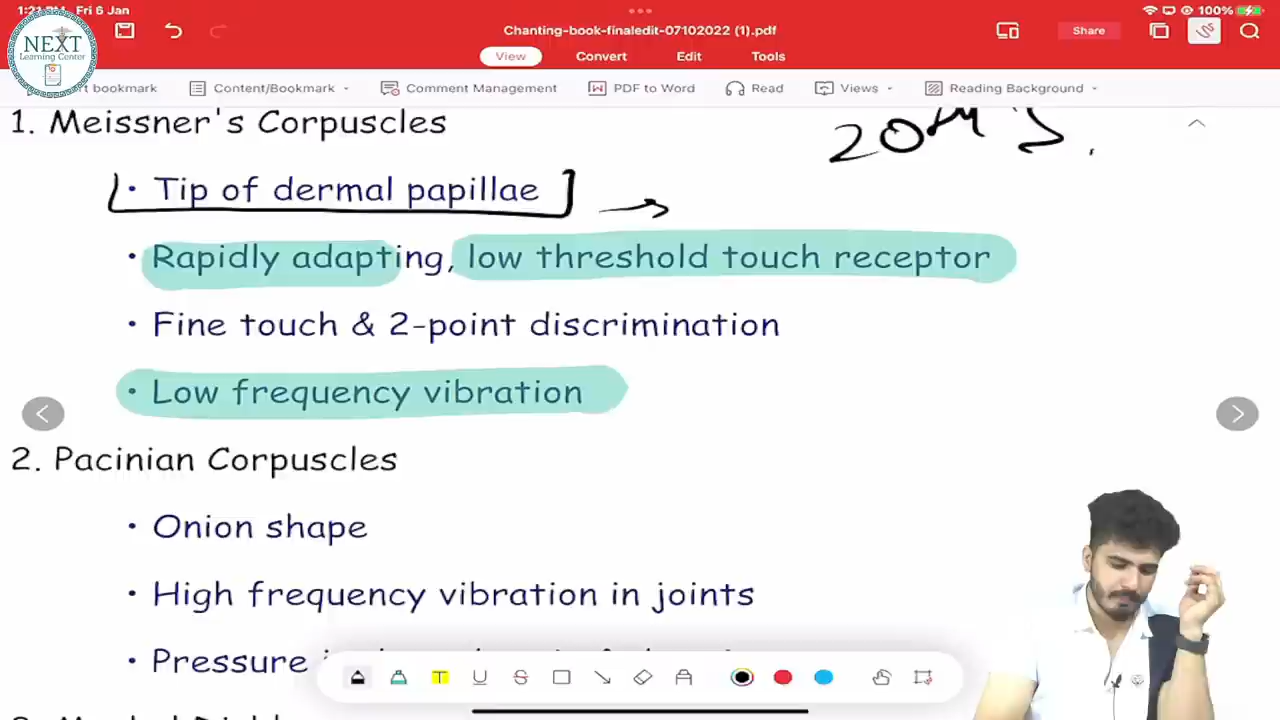 1:21 PM Fri 6 Jan
100%
NEXT
Learning Center
Chanting-book-finaledit-07102022 (1).pdf
Share
View
Convert
Edit
Tools
bookmark
Content/Bookmark
Comment Management
PDF to Word
Read
Views
Reading Background
1. Meissner's Corpuscles
• Tip of dermal papillae
• Rapidly adapting, low threshold touch receptor
• Fine touch & 2-point discrimination
• Low frequency vibration
2. Pacinian Corpuscles
• Onion shape
• High frequency vibration in joints
• Pressure